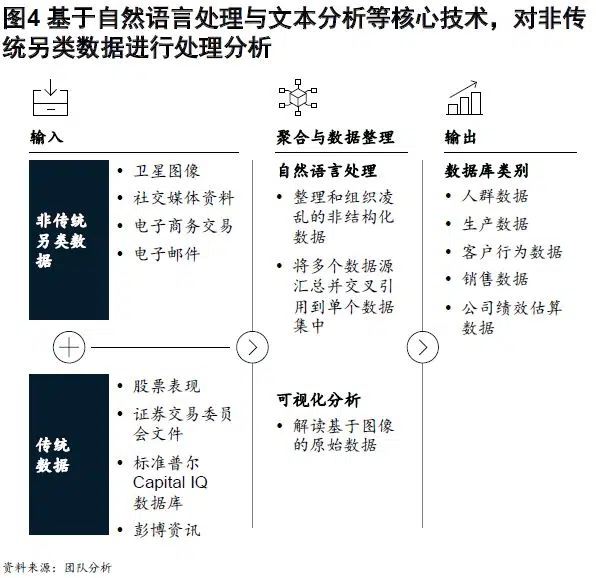 图4 基于自然语言处理与文本分析等核心技术，对非传
统另类数据进行处理分析
输入
非传统
另类数
据
• 卫星图像
• 社交媒体资料
• 电子商务交易
• 电子邮件
传统
数据
• 股票表现
• 证券交易委员
会文件
• 标准普尔
Capital IQ
数据库
• 彭博资讯
聚合与数据整理
自然语言处理
• 整理和组织凌
乱的非结构化
数据
• 将多个数据源
汇总并交叉引
用到单个数据
集中
可视化分析
• 解读基于图像
的原始数据
输出
数据库类别
• 人群数据
• 生产数据
• 客户行为数据
• 销售数据
• 公司绩效估算
数据
资料来源：团队分析